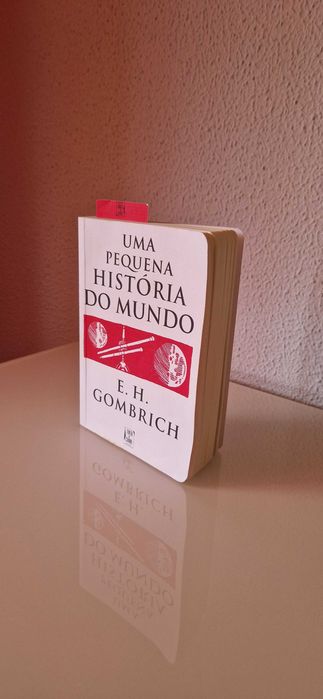 UMA
PEQUENA
HISTÓRIA
DO MUNDO
E. H.
GOMBRICH